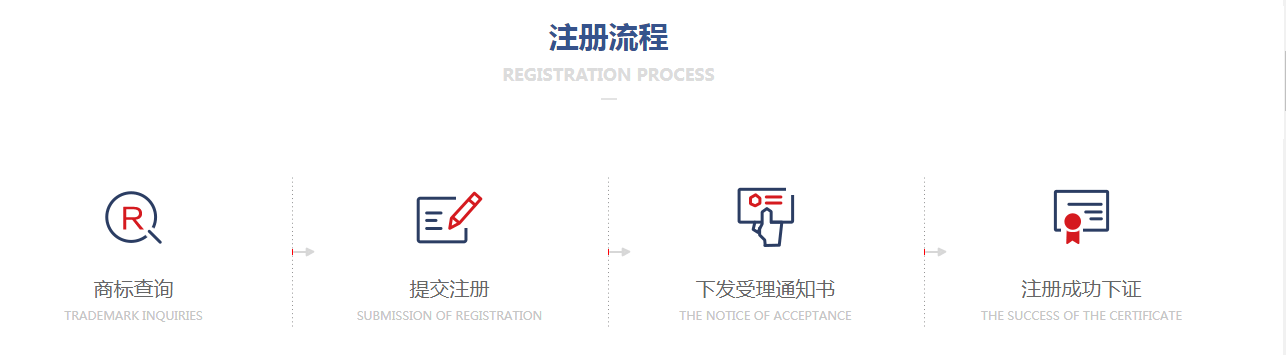 注册流程
REGISTRATION PROCESS
R
商标查询
TRADEMARK INQUIRIES
提交注册
SUBMISSION OF REGISTRATION
下发受理通知书
THE NOTICE OF ACCEPTANCE
注册成功下证
THE SUCCESS OF THE CERTIFICATE